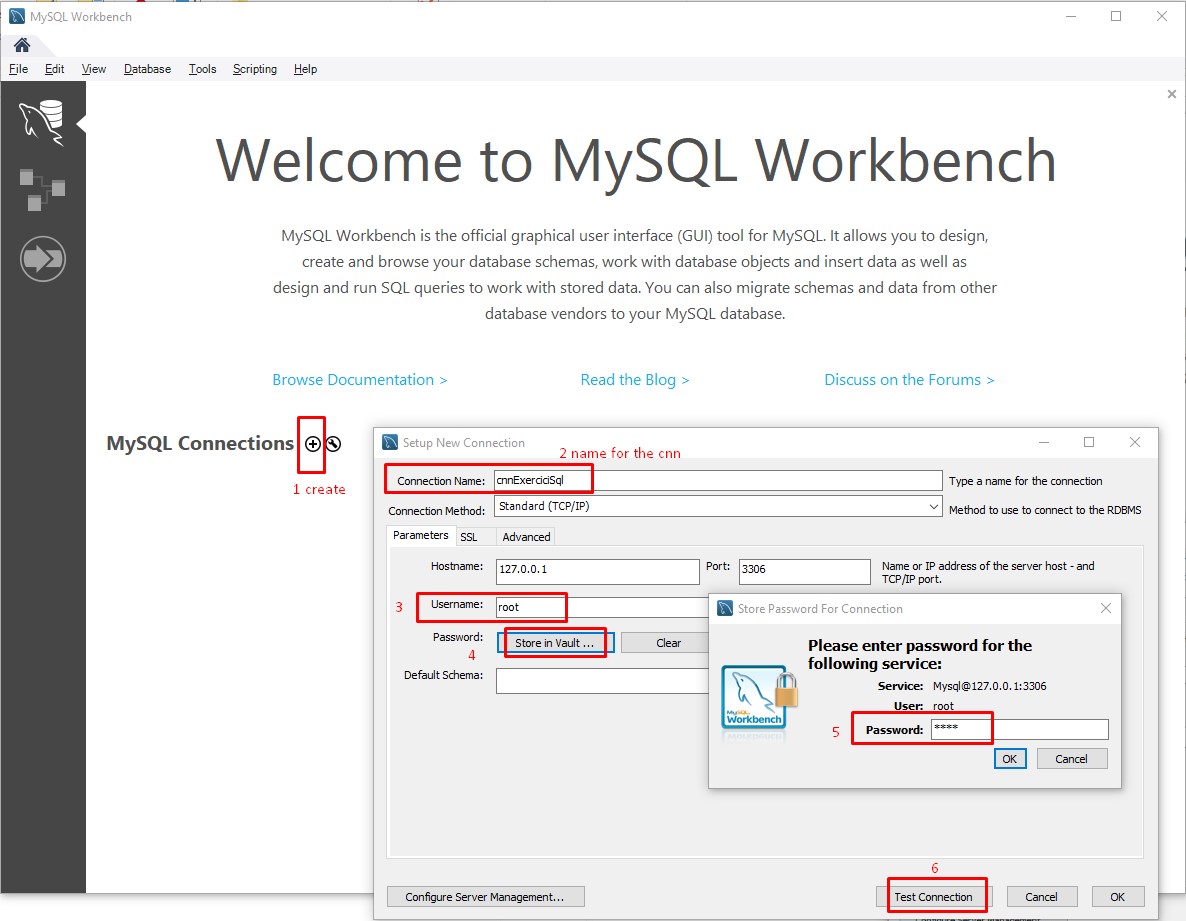 MySQL Workbench
File Edit View Database Tools Scripting Help
Welcome to MySQL Workbench
MySQL Workbench is the official graphical user interface (GUI) tool for MySQL. It allows you to design,
create and browse your database schemas, work with database objects and insert data as well as
design and run SQL queries to work with stored data. You can also migrate schemas and data from other
database vendors to your MySQL database.
Browse Documentation > Read the Blog > Discuss on the Forums >
MySQL Connections
1 create
Setup New Connection
2 name for the cnn
Connection Name: cnnExerciciSql Type a name for the connection
Connection Method: Standard (TCP/IP) Method to use to connect to the RDBMS
Parameters SSL Advanced
Hostname: 127.0.0.1 Port: 3306 Name or IP address of the server host - and
TCP/IP port.
3 Username: root
Password: Store in Vault ... Clear
4
Default Schema:
Store Password For Connection
Please enter password for the
following service:
Service: Mysql@127.0.0.1:3306
User: root
5 Password: ****
MySQL
Workbench
OK Cancel
6
Configure Server Management... Test Connection Cancel OK